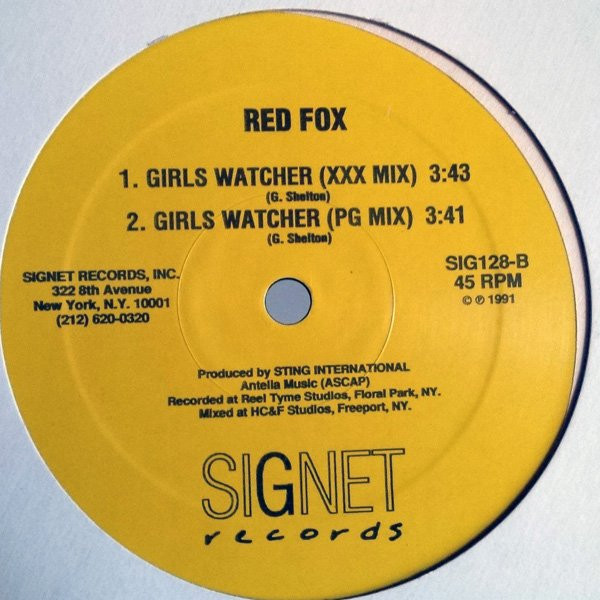 RED FOX
1. GIRLS WATCHER (XXX MIX) 3:43
(G. Shelton)
2. GIRLS WATCHER (PG MIX) 3:41
(G. Shelton)
SIGNET RECORDS, INC.
322 8th Avenue
New York, N.Y. 10001
(212) 620-0320
SIG128-B
45 RPM
© ℗ 1991
Produced by STING INTERNATIONAL
Antella Music (ASCAP)
Recorded at Reel Tyme Studios, Floral Park, NY.
Mixed at HC&F Studios, Freeport, NY.
SIGNET
records